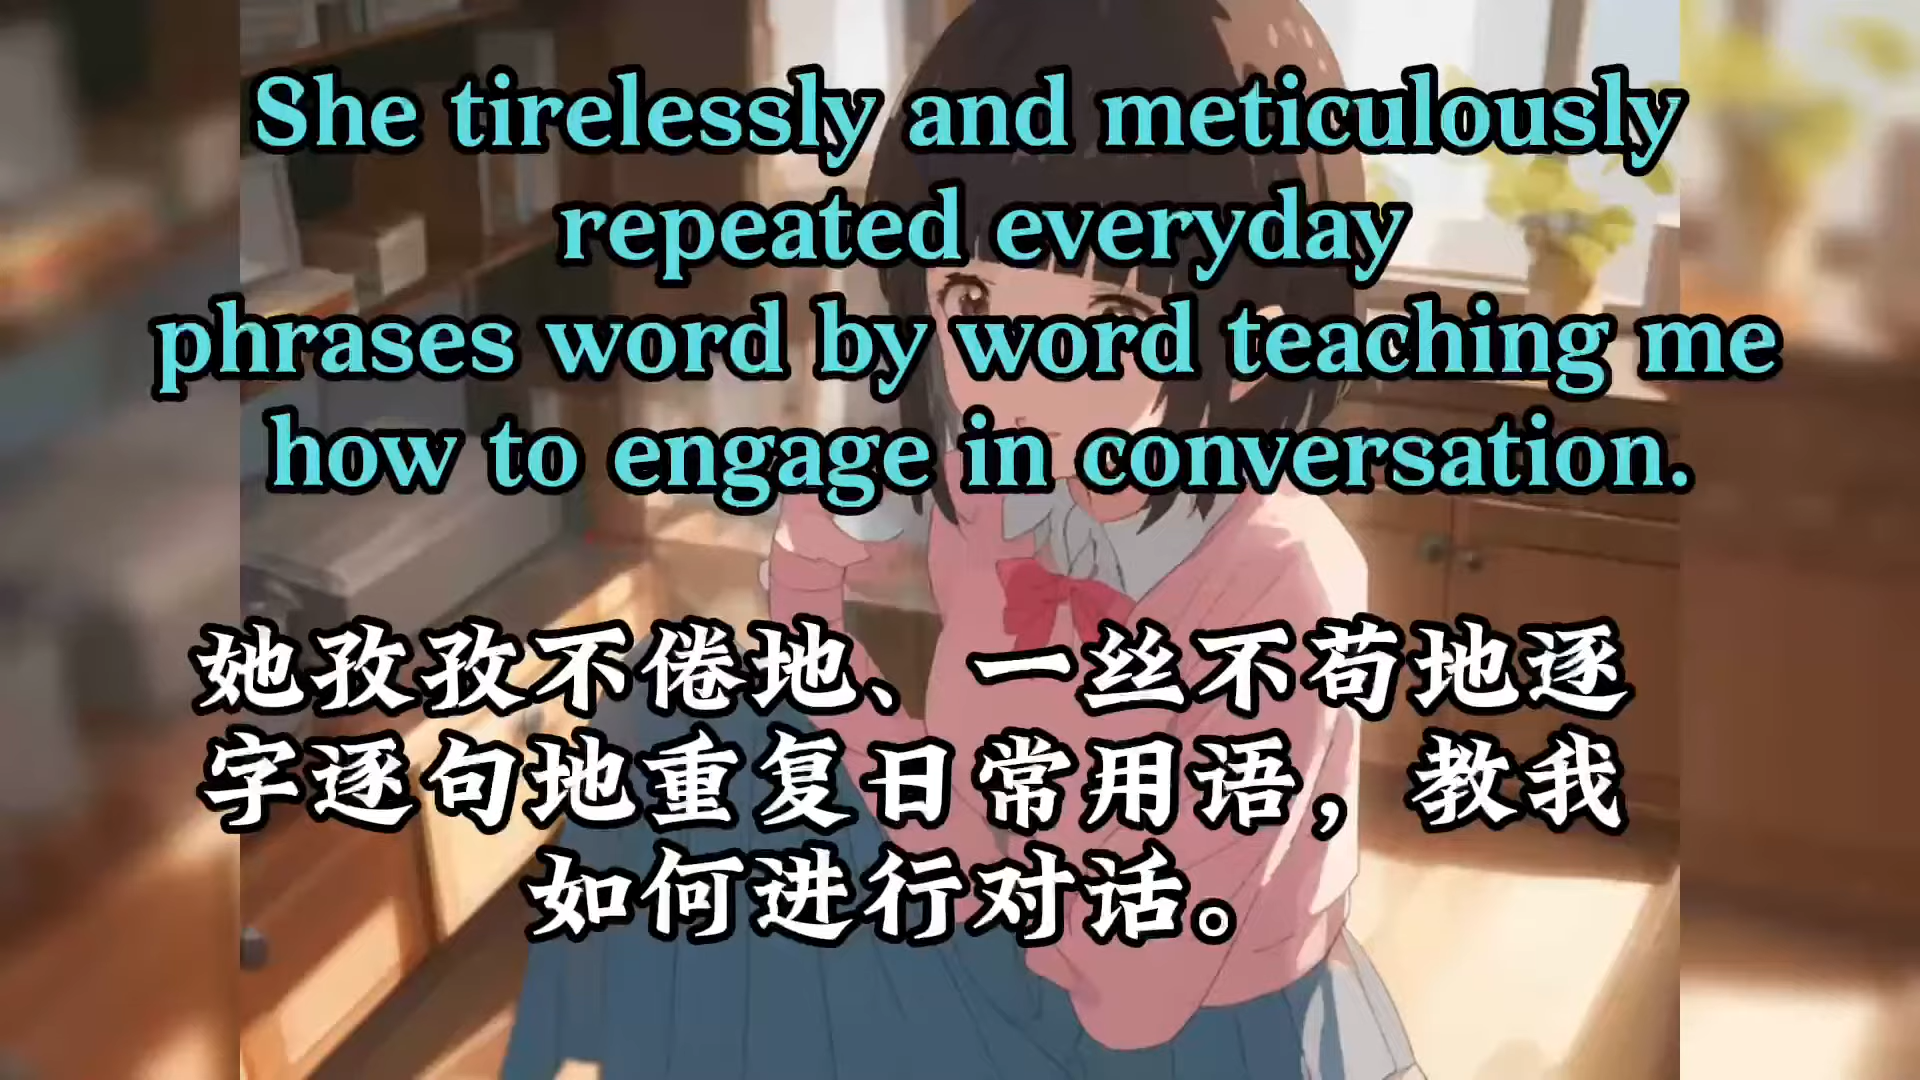 She tirelessly and meticulously
repeated everyday
phrases word by word teaching me
how to engage in conversation.
她孜孜不倦地、一丝不苟地逐
字逐句地重复日常用语，教我
如何进行对话。